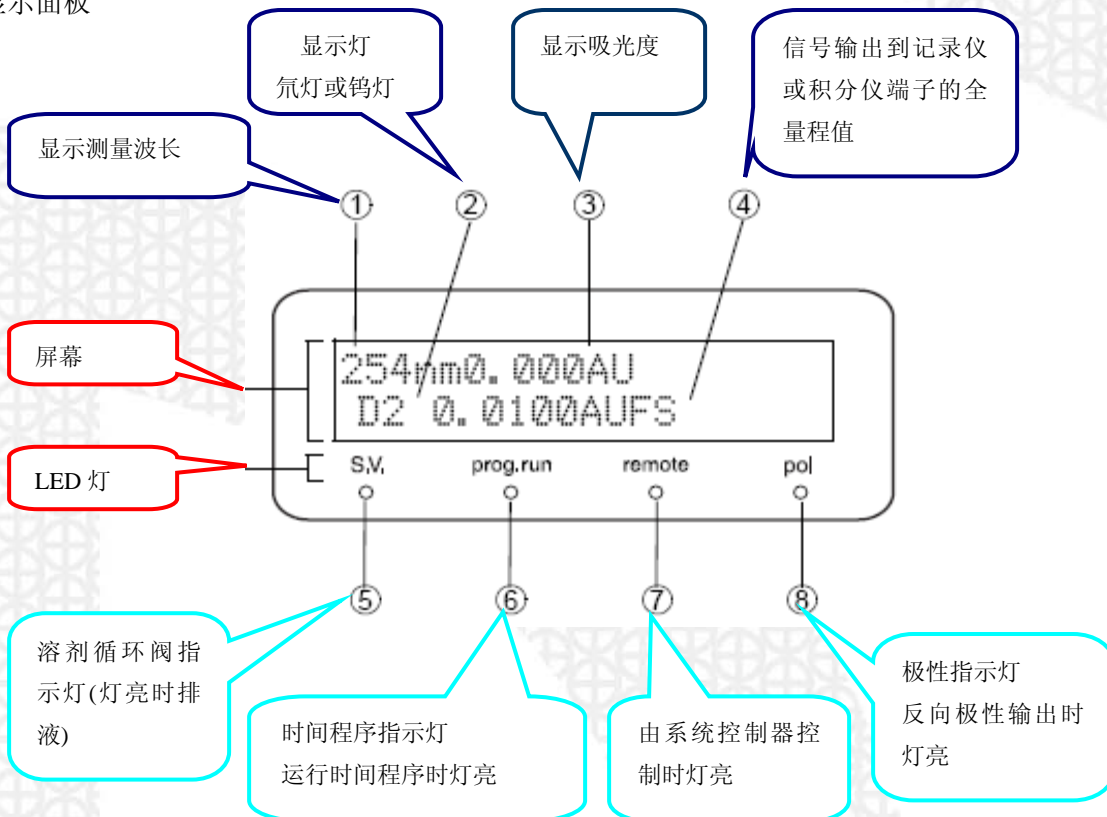 显示面板
显示灯
氘灯或钨灯
显示吸光度
信号输出到记录仪
或积分仪端子的全
量程值
显示测量波长
① ② ③ ④
屏幕
254nm0.000AU
D2 0.0100AUFS
LED 灯
S.V. prog.run remote pol
⑤ ⑥ ⑦ ⑧
溶剂循环阀指
示灯(灯亮时排
液)
时间程序指示灯
运行时间程序时灯亮
由系统控制器控
制时灯亮
极性指示灯
反向极性输出时
灯亮